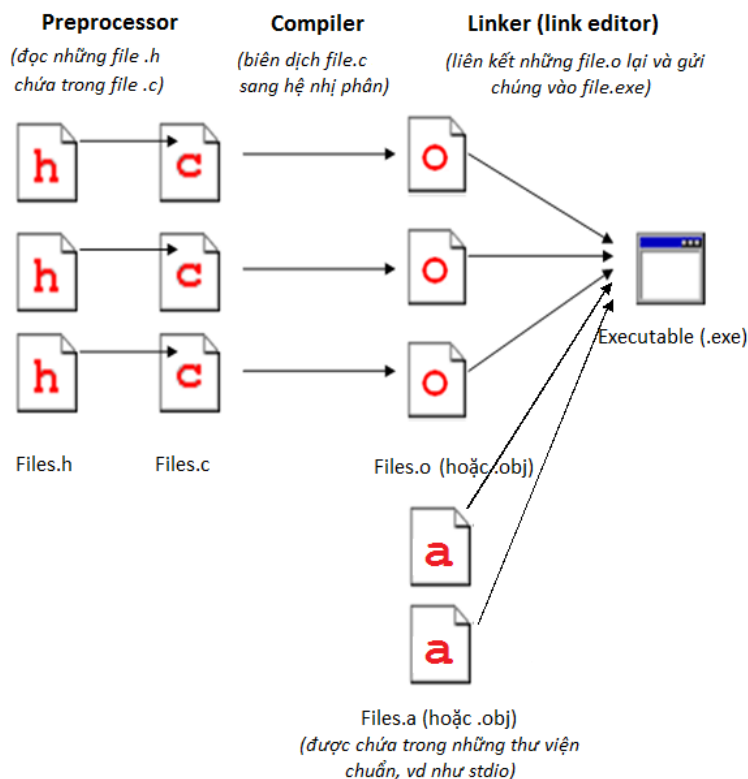 Preprocessor
(đọc những file .h
chứa trong file .c)
Compiler
(biên dịch file.c
sang hệ nhị phân)
Linker (link editor)
(liên kết những file.o lại và gửi
chúng vào file.exe)
h
c
o
h
c
o
h
c
o
Executable (.exe)
Files.h
Files.c
Files.o (hoặc .obj)
a
a
Files.a (hoặc .obj)
(được chứa trong những thư viện
chuẩn, vd như stdio)